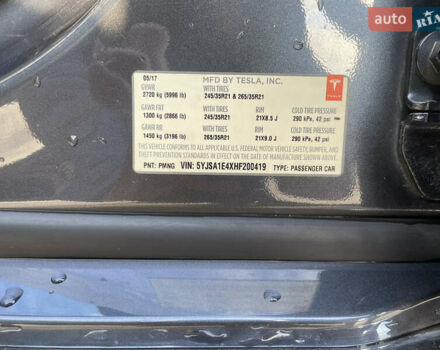 AUTO.RIA
05/17
MFD BY TESLA, INC.
TESLA
GVWR WITH TIRES
2720 kg (5996 lb) 245/35R21 & 265/35R21
GAWR FRT WITH TIRES RIM COLD TIRE PRESSURE
1300 kg (2866 lb) 245/35R21 21X8.5 J 290 kPa, 42 psi
GAWR RR WITH TIRES RIM COLD TIRE PRESSURE
1450 kg (3196 lb) 265/35R21 21X9.0 J 290 kPa, 42 psi
THIS VEHICLE CONFORMS TO ALL
APPLICABLE U.S. FEDERAL MOTOR VEHICLE SAFETY, BUMPER, AND
THEFT PREVENTION STANDARDS IN EFFECT ON THE DATE OF MANUFACTURE SHOWN ABOVE.
PNT: PMNG VIN: 5YJSA1E4XHF200419 TYPE: PASSENGER CAR